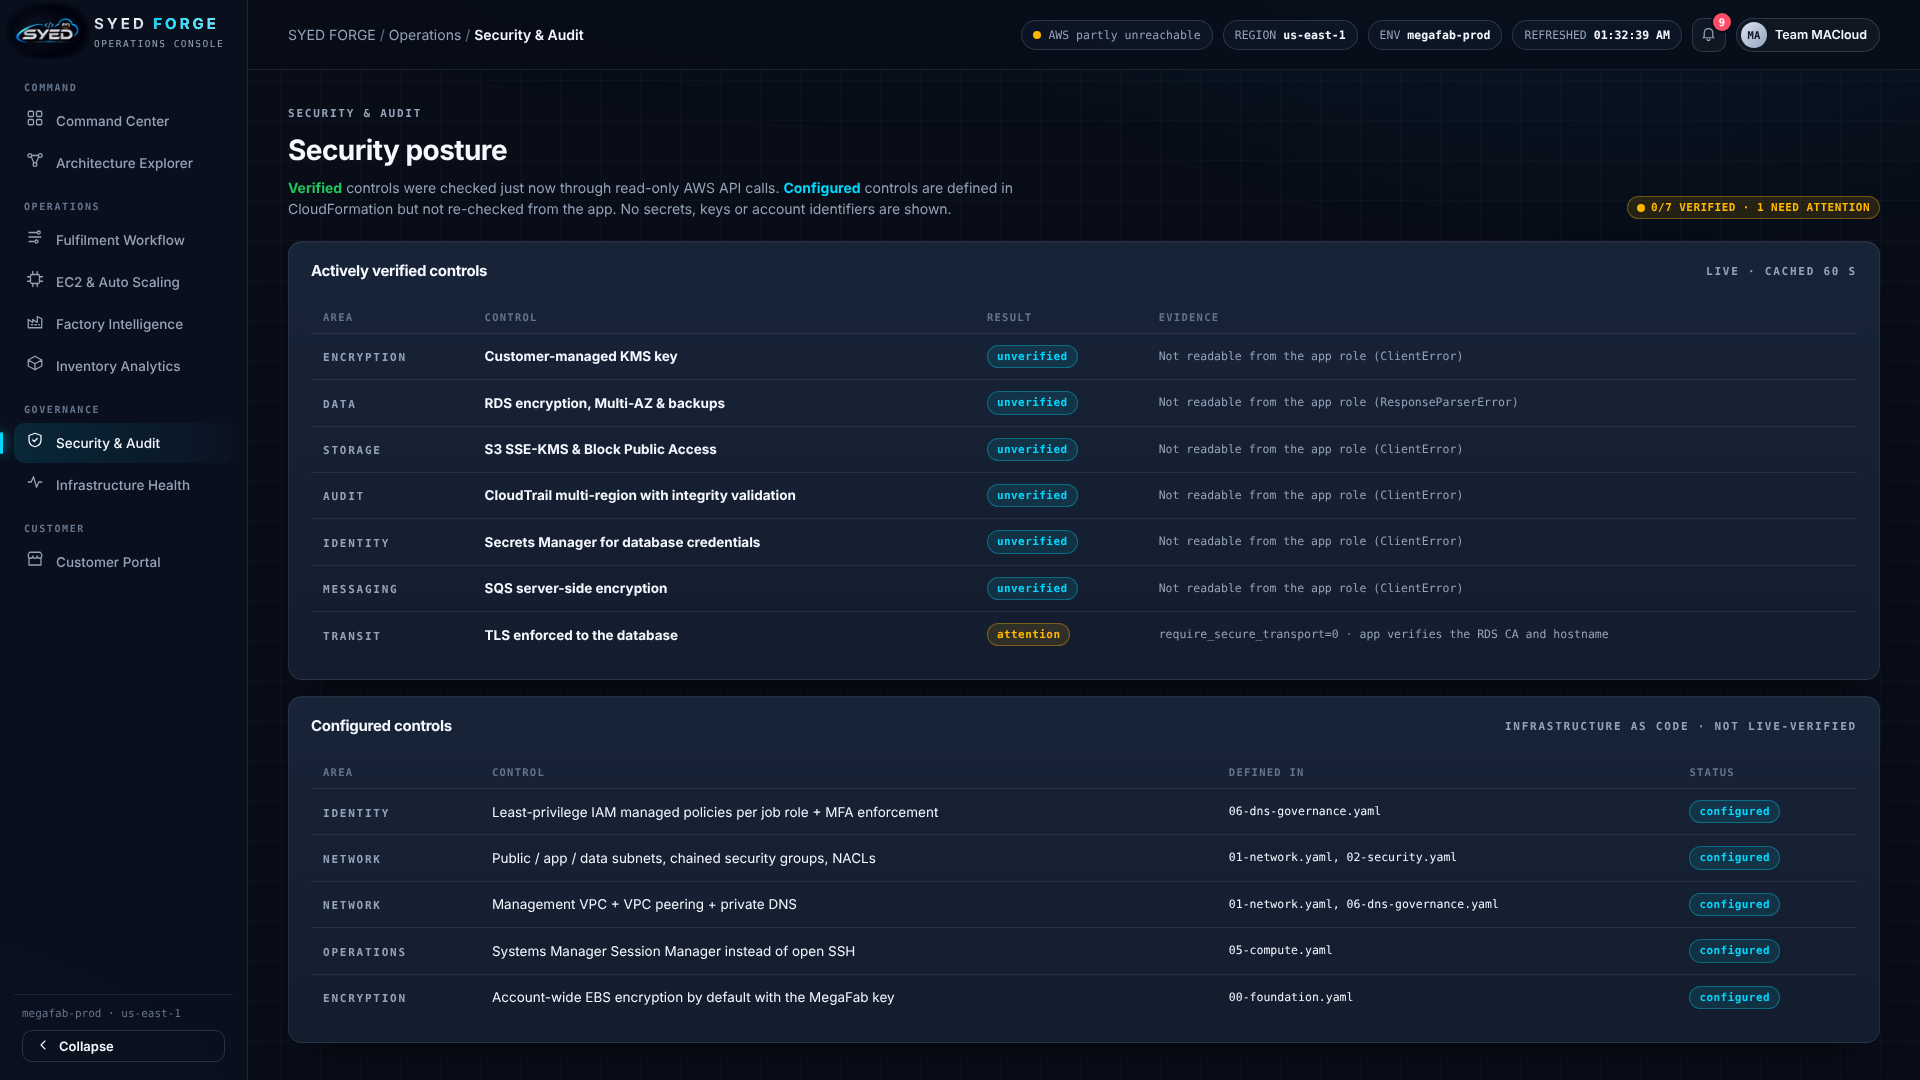 SYED
SYED FORGE
OPERATIONS CONSOLE
COMMAND
Command Center
Architecture Explorer
OPERATIONS
Fulfilment Workflow
EC2 & Auto Scaling
Factory Intelligence
Inventory Analytics
GOVERNANCE
Security & Audit
Infrastructure Health
CUSTOMER
Customer Portal
megafab-prod · us-east-1
Collapse
SYED FORGE / Operations / Security & Audit
AWS partly unreachable
REGION us-east-1
ENV megafab-prod
REFRESHED 01:32:39 AM
9
MA Team MACloud
SECURITY & AUDIT
Security posture
Verified controls were checked just now through read-only AWS API calls. Configured controls are defined in
CloudFormation but not re-checked from the app. No secrets, keys or account identifiers are shown.
0/7 VERIFIED · 1 NEED ATTENTION
Actively verified controls
LIVE · CACHED 60 S
AREA CONTROL RESULT EVIDENCE
ENCRYPTION Customer-managed KMS key unverified Not readable from the app role (ClientError)
DATA RDS encryption, Multi-AZ & backups unverified Not readable from the app role (ResponseParserError)
STORAGE S3 SSE-KMS & Block Public Access unverified Not readable from the app role (ClientError)
AUDIT CloudTrail multi-region with integrity validation unverified Not readable from the app role (ClientError)
IDENTITY Secrets Manager for database credentials unverified Not readable from the app role (ClientError)
MESSAGING SQS server-side encryption unverified Not readable from the app role (ClientError)
TRANSIT TLS enforced to the database attention require_secure_transport=0 · app verifies the RDS CA and hostname
Configured controls
INFRASTRUCTURE AS CODE · NOT LIVE-VERIFIED
AREA CONTROL DEFINED IN STATUS
IDENTITY Least-privilege IAM managed policies per job role + MFA enforcement 06-dns-governance.yaml configured
NETWORK Public / app / data subnets, chained security groups, NACLs 01-network.yaml, 02-security.yaml configured
NETWORK Management VPC + VPC peering + private DNS 01-network.yaml, 06-dns-governance.yaml configured
OPERATIONS Systems Manager Session Manager instead of open SSH 05-compute.yaml configured
ENCRYPTION Account-wide EBS encryption by default with the MegaFab key 00-foundation.yaml configured